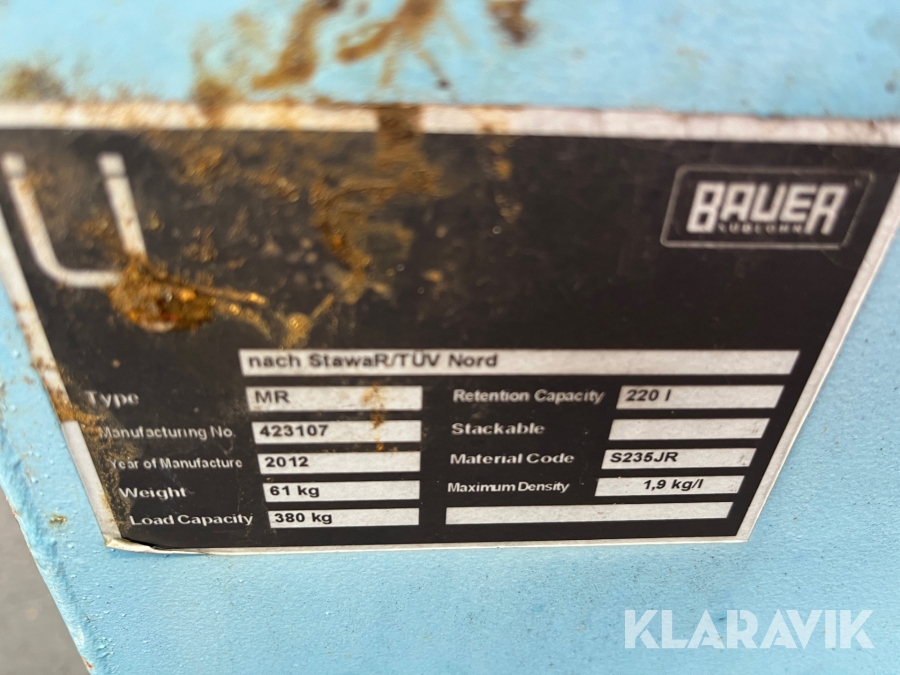 Ü
BAUER
SÜDLOHN
nach StawaR/TÜV Nord
Type MR Retention Capacity 220 l
Manufacturing No. 423107 Stackable
Year of Manufacture 2012 Material Code S235JR
Weight 61 kg Maximum Density 1,9 kg/l
Load Capacity 380 kg
KLARAVIK